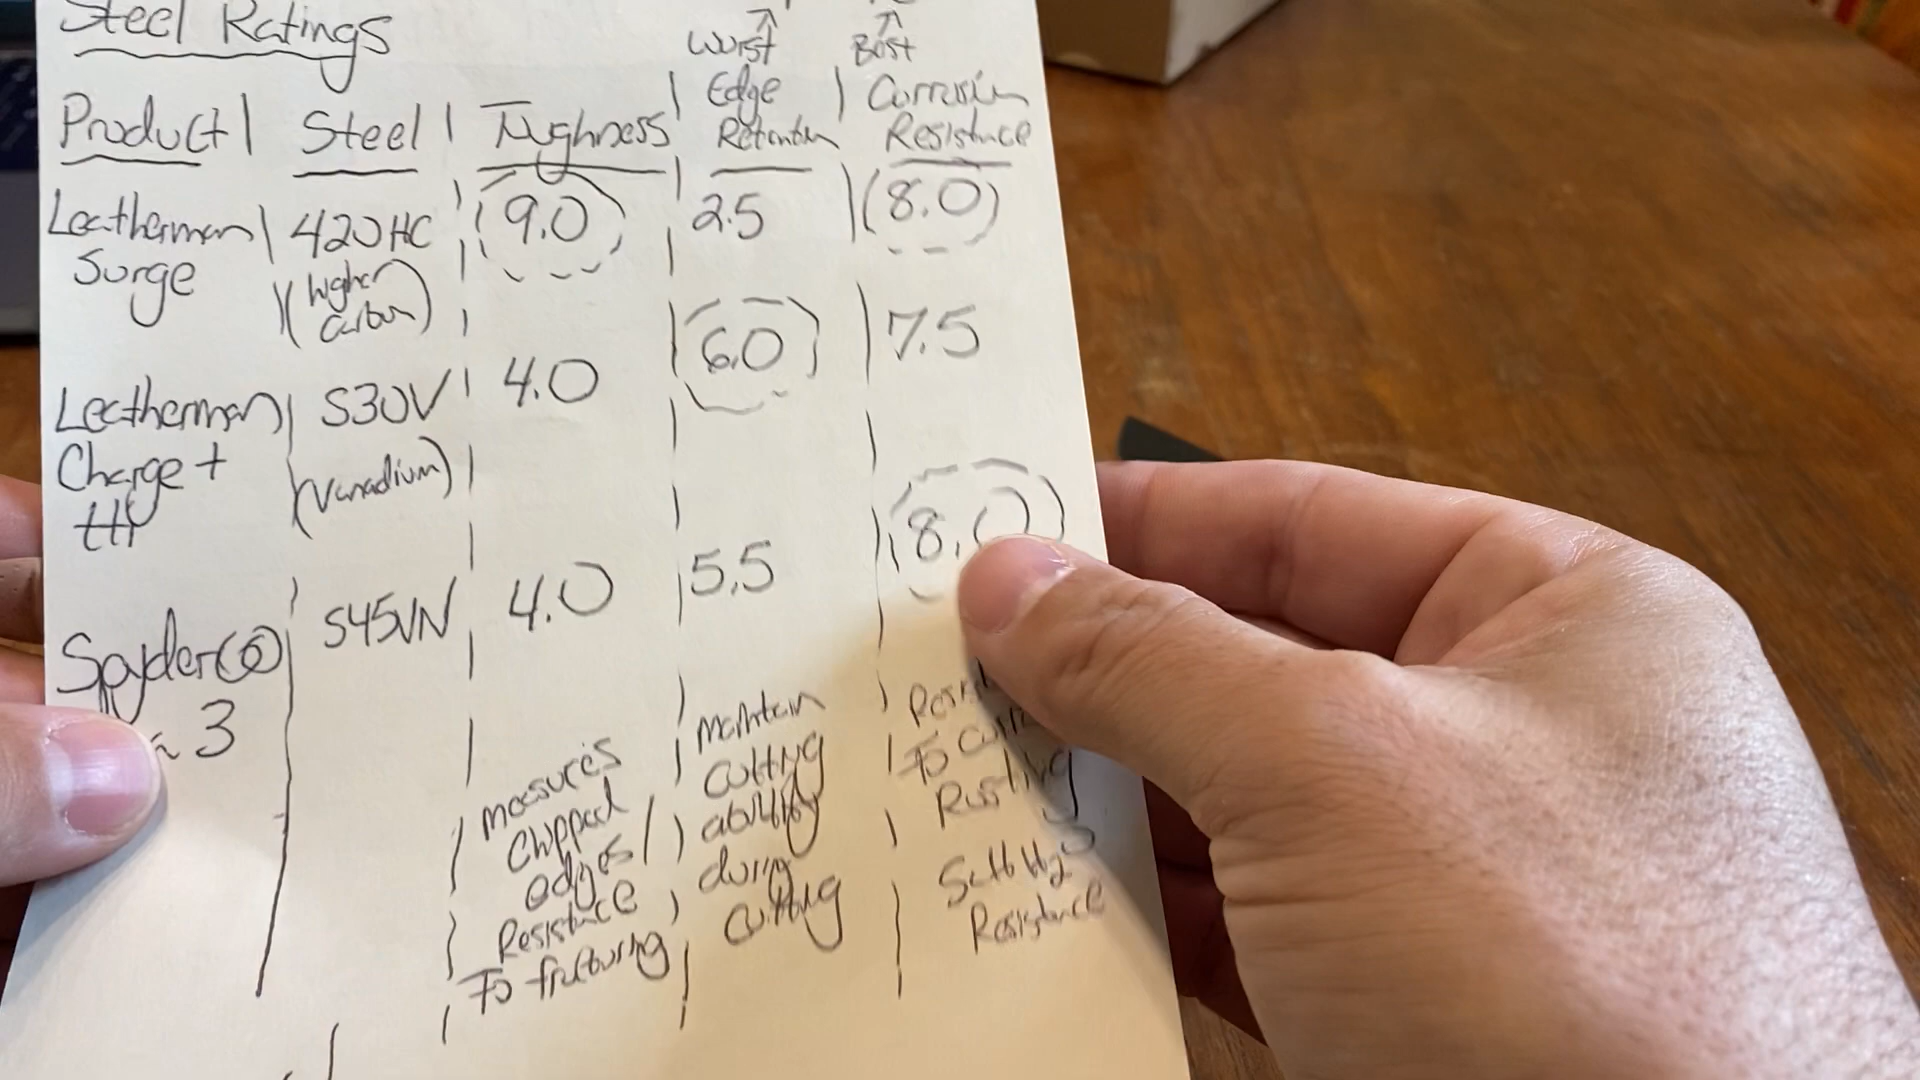 Steel Ratings
Worst Best
Product Steel Toughness Edge Retention Corrosion Resistance
Leatherman Surge 420HC (higher carbon) 9.0 2.5 (8.0)
Leatherman Charge + TTi S30V (Vanadium) 4.0 6.0 7.5
Spyderco 3 S45VN 4.0 5.5 8.0
measures
Chipped
edges/
Resistance
To fracturing
maintain
cutting
ability
during
cutting
To
Rusting
Salt H2O
Resistance